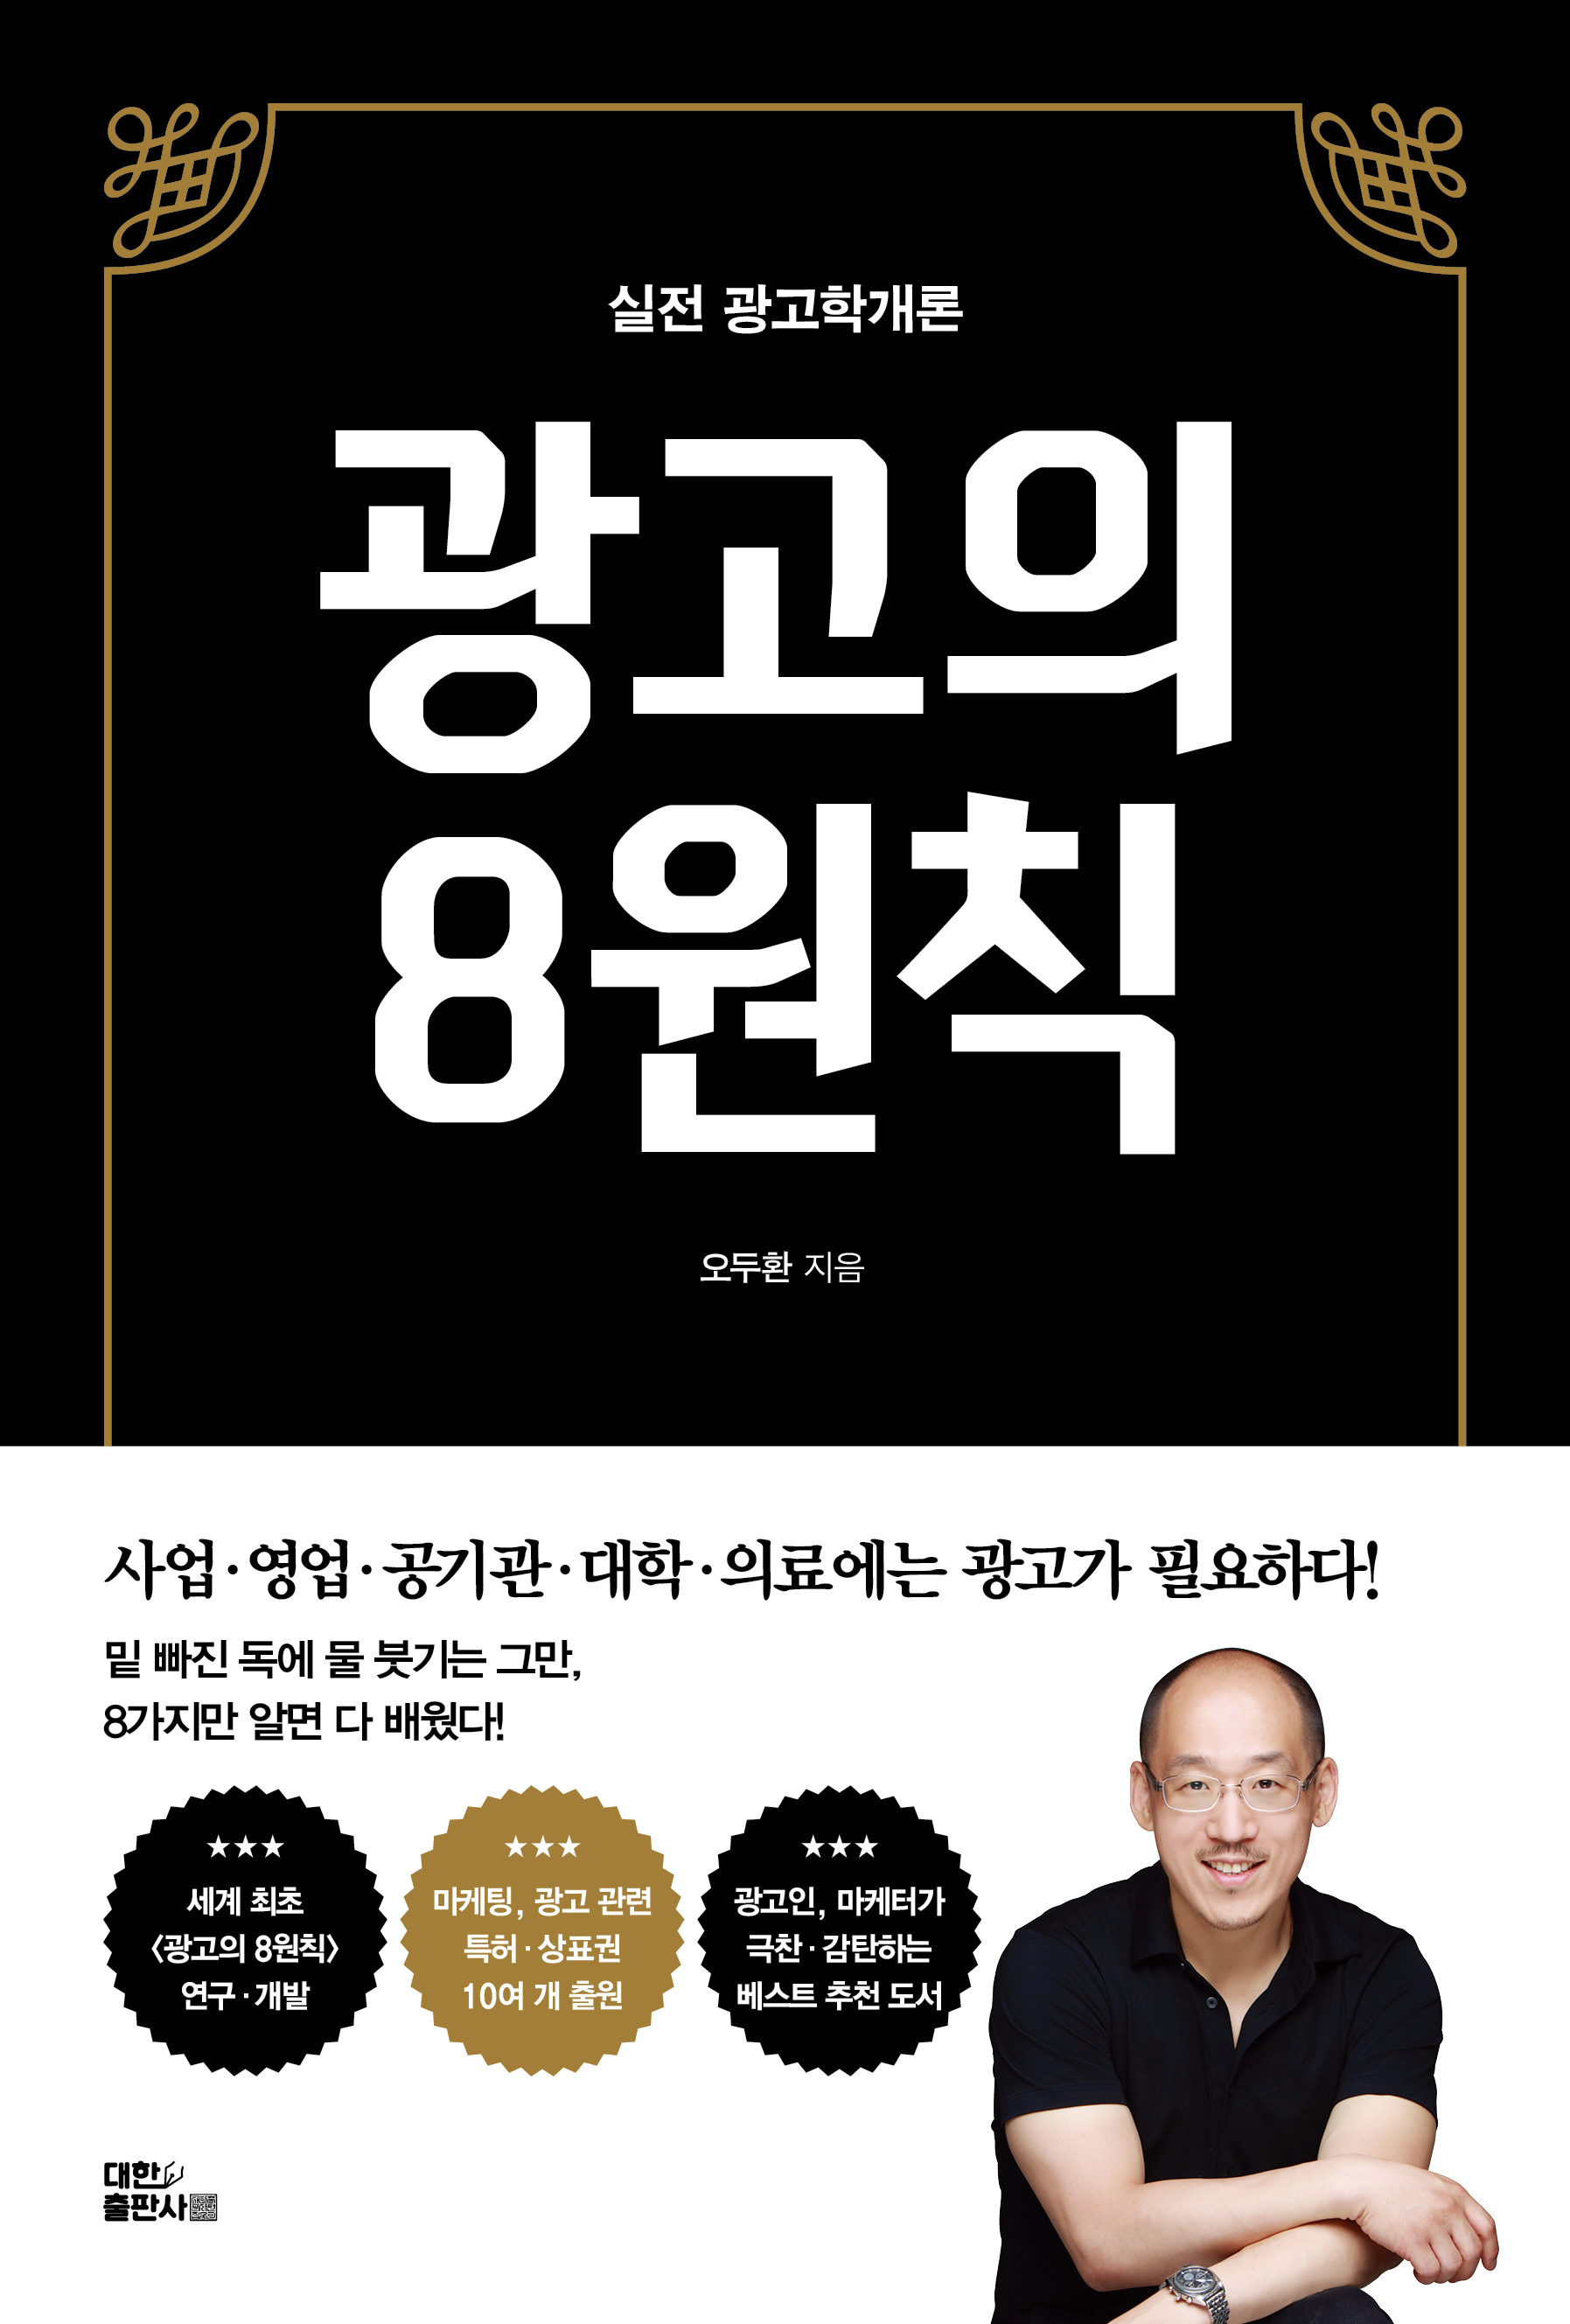 실전 광고학개론
광고의
8원칙
오두환 지음
사업·영업·공기관·대학·의료에는 광고가 필요하다!
밑 빠진 독에 물 붓기는 그만,
8가지만 알면 다 배웠다!
★★★
세계 최초
〈광고의 8원칙〉
연구·개발
★★★
마케팅, 광고 관련
특허·상표권
10여 개 출원
★★★
광고인, 마케터가
극찬·감탄하는
베스트 추천 도서
대한
출판사